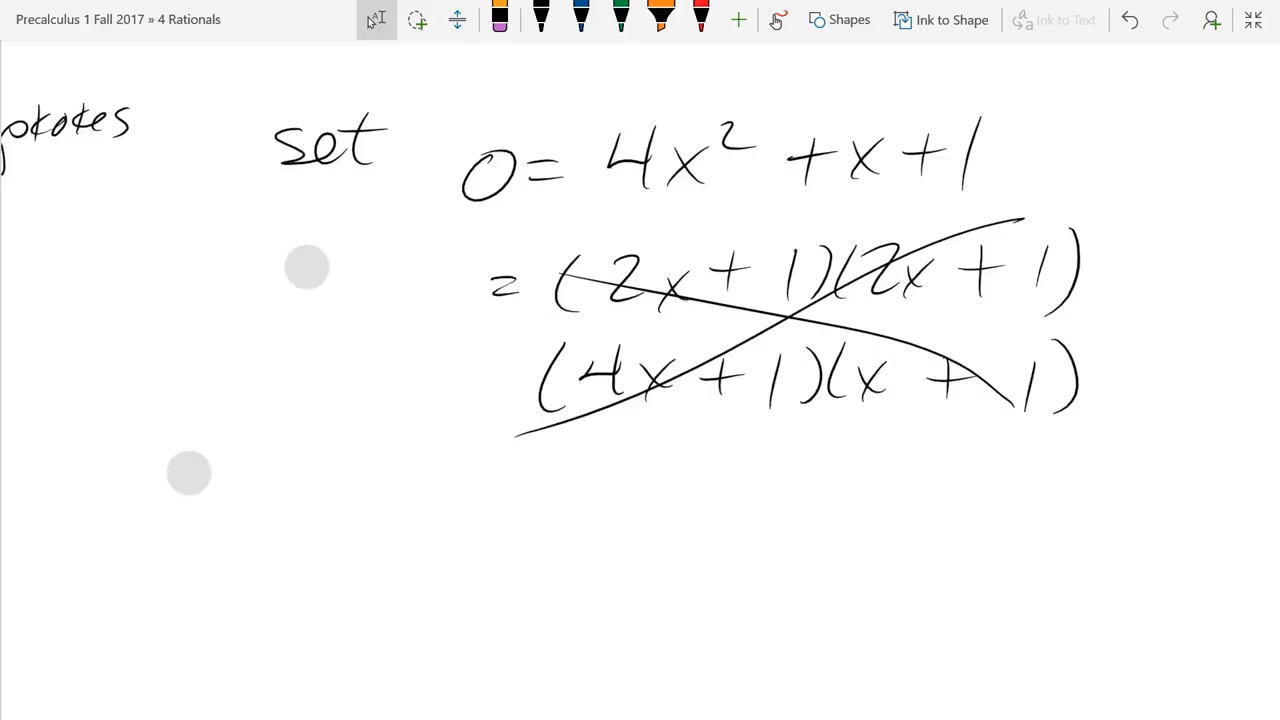 Precalculus 1 Fall 2017 » 4 Rationals
Shapes
Ink to Shape
Ink to Text
set 0 = 4x² + x + 1
= (2x + 1)(2x + 1)
(4x + 1)(x + 1)